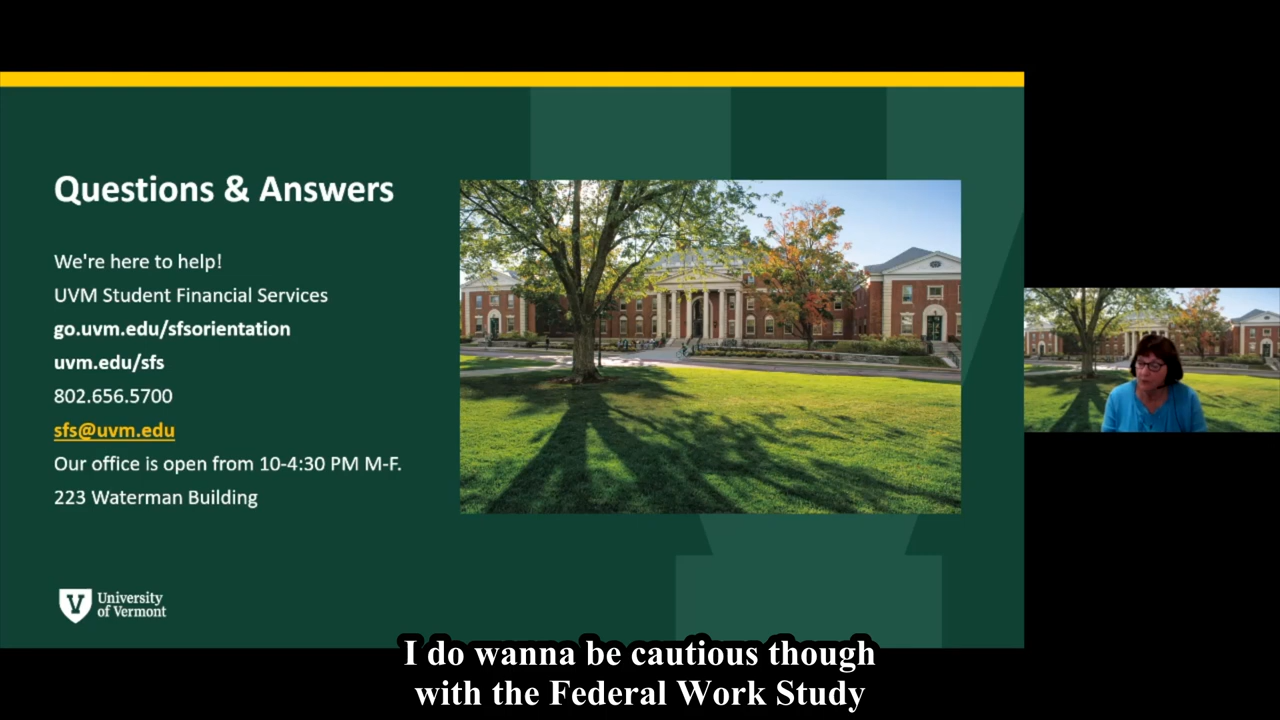 Questions & Answers
We're here to help!
UVM Student Financial Services
go.uvm.edu/sfsorientation
uvm.edu/sfs
802.656.5700
sfs@uvm.edu
Our office is open from 10-4:30 PM M-F.
223 Waterman Building
University
of Vermont
I do wanna be cautious though
with the Federal Work Study